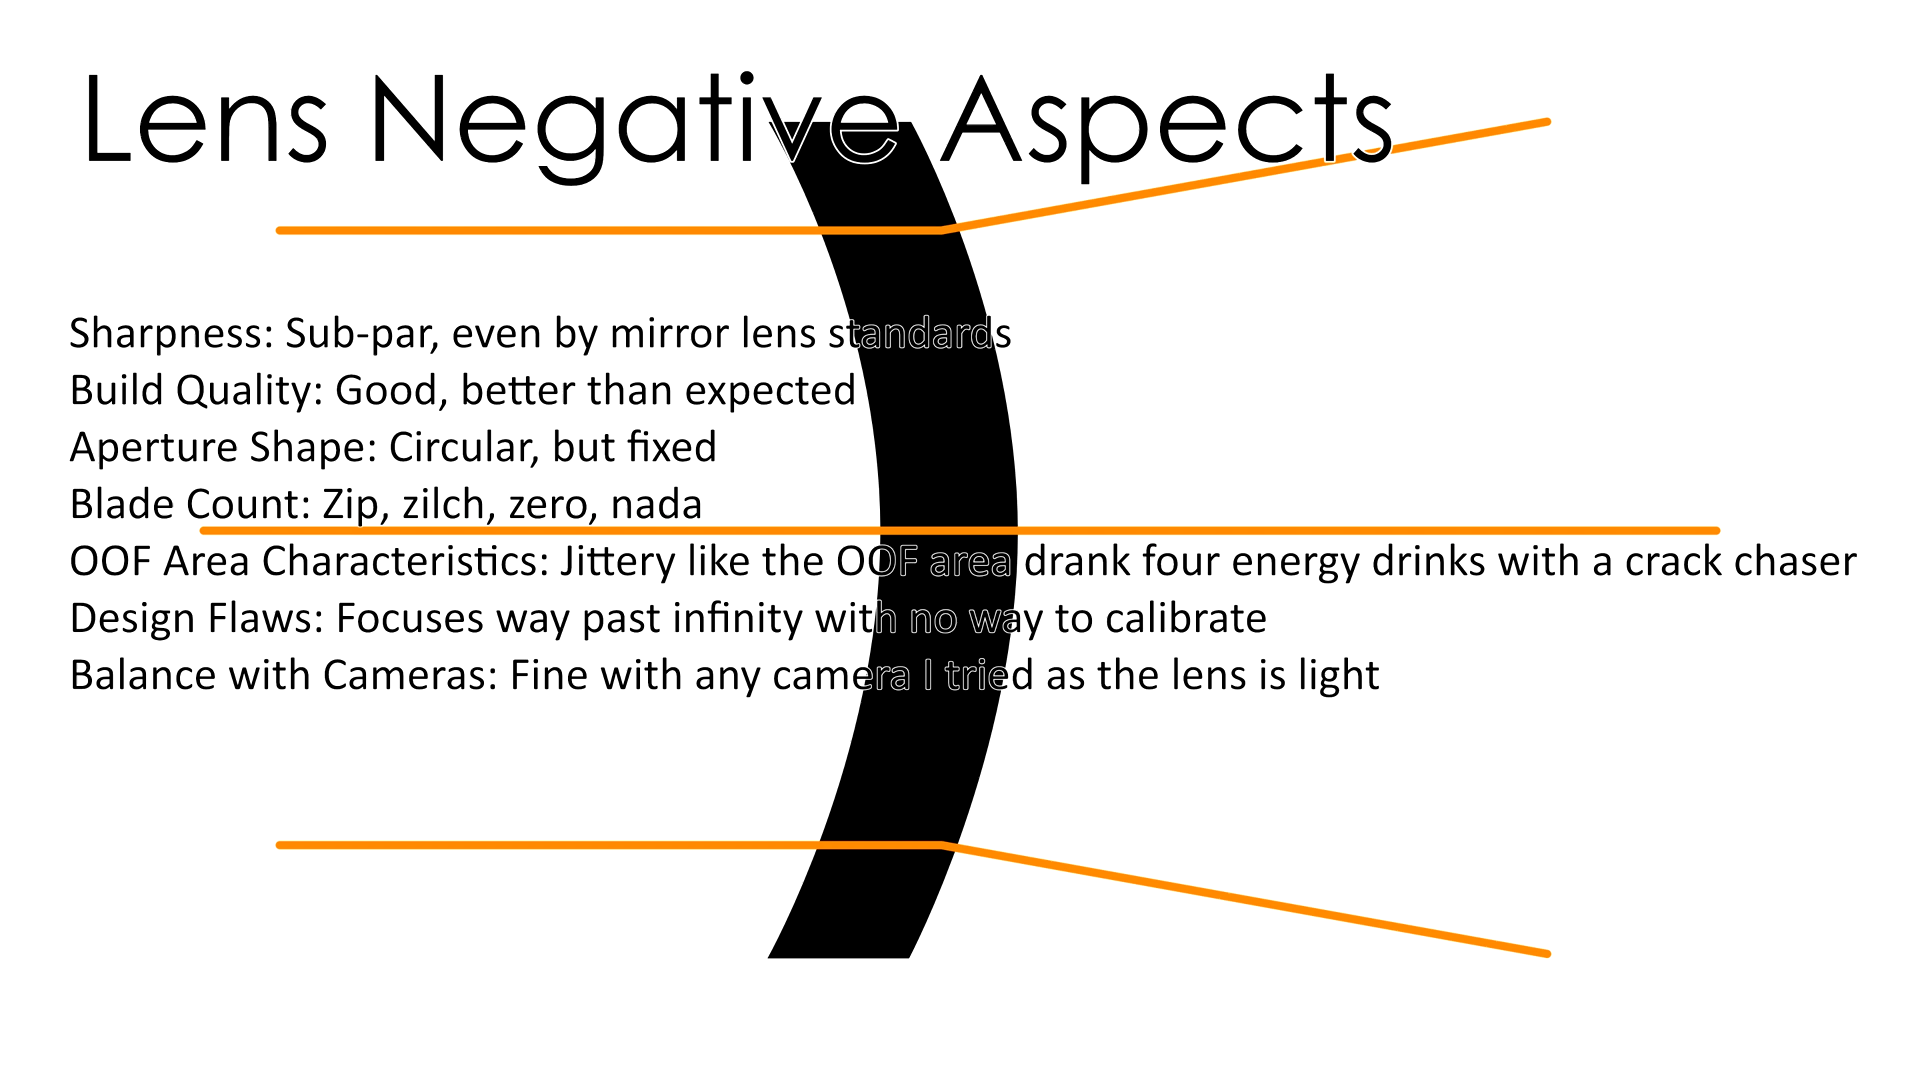 Lens Negative Aspects
Sharpness: Sub-par, even by mirror lens standards
Build Quality: Good, better than expected
Aperture Shape: Circular, but fixed
Blade Count: Zip, zilch, zero, nada
OOF Area Characteristics: Jittery like the OOF area drank four energy drinks with a crack chaser
Design Flaws: Focuses way past infinity with no way to calibrate
Balance with Cameras: Fine with any camera I tried as the lens is light